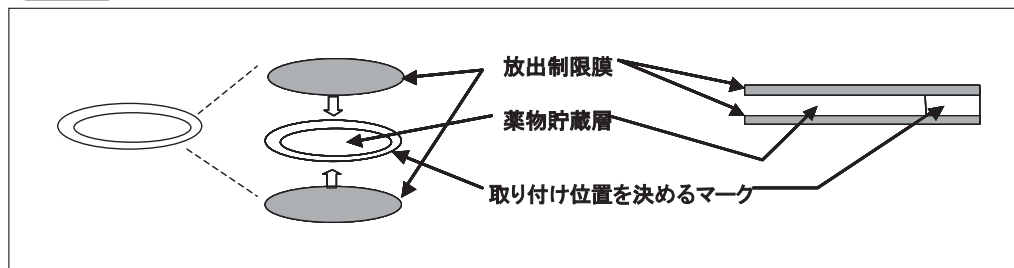 放出制限膜
薬物貯蔵層
取り付け位置を決めるマーク